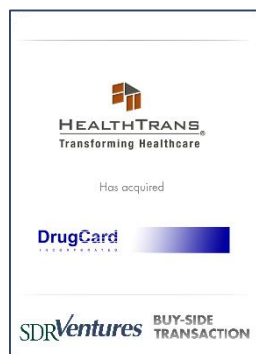 HEALTHTRANS®
Transforming Healthcare
Has acquired
DrugCard
INCORPORATED
SDRVentures BUY-SIDE
TRANSACTION